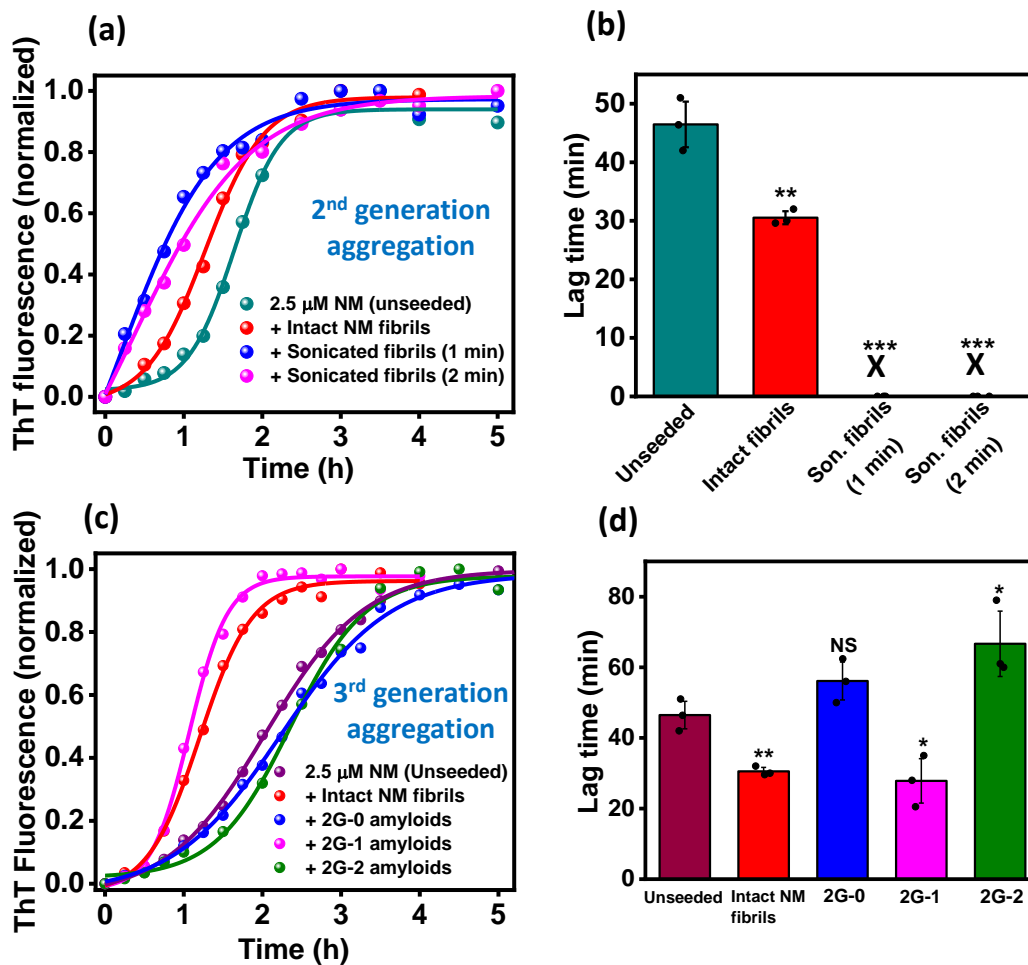 (a)
ThT fluorescence (normalized)
1.0
0.8
0.6
0.4
0.2
0.0
2nd generation
aggregation
2.5 μM NM (unseeded)
+ Intact NM fibrils
+ Sonicated fibrils (1 min)
+ Sonicated fibrils (2 min)
0 1 2 3 4 5
Time (h)
(b)
Lag time (min)
50
40
30
20
10
0
**
***
X
***
X
Unseeded
Intact fibrils
Son. fibrils
(1 min)
Son. fibrils
(2 min)
(c)
ThT Fluorescence (normalized)
1.0
0.8
0.6
0.4
0.2
0.0
3rd generation
aggregation
2.5 μM NM (Unseeded)
+ Intact NM fibrils
+ 2G-0 amyloids
+ 2G-1 amyloids
+ 2G-2 amyloids
0 1 2 3 4 5
Time (h)
(d)
Lag time (min)
80
60
40
20
0
**
NS
*
*
Unseeded
Intact NM
fibrils
2G-0
2G-1
2G-2